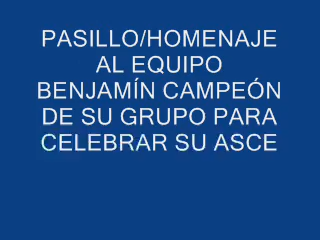 PASILLO/HOMENAJE
AL EQUIPO
BENJAMÍN CAMPEÓN
DE SU GRUPO PARA
CELEBRAR SU ASCE